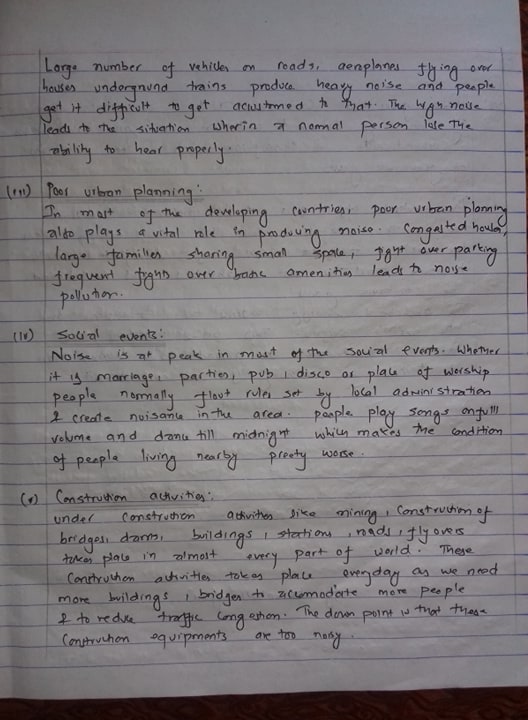 Large number of vehicles on roads, aeroplanes flying over
houses undergnund trains produce heavy noise and people
get it difficult to get acustomed to that. The high noise
leads to the situation wherin a normal person lose the
ability to hear properly.
(iii) Poor urban planning:
In most of the developing countries, poor urban planning
also plays a vital role in producing noise. Congested houses,
large families sharing small space, fight over parking
frequent fights over basic amenities leads to noise
pollution.
(iv) Social events:
Noise is at peak in most of the social events. Whether
it is marriage, parties, pub, disco or place of worship
people normally flout rules set by local administration
& create noisance in the area. people play songs on full
volume and dance till midnight which makes the condition
of people living nearby preety worse.
(v) Construction activities:
under construction activities like mining, construction of
bridges, dams, buildings, stations, roads, flyovers
takes place in almost every part of world. These
construction activities takes place everyday as we need
more buildings, bridges to accomodate more people
& to reduce traffic congestion. The down point is that these
construction equipments are too noisy.